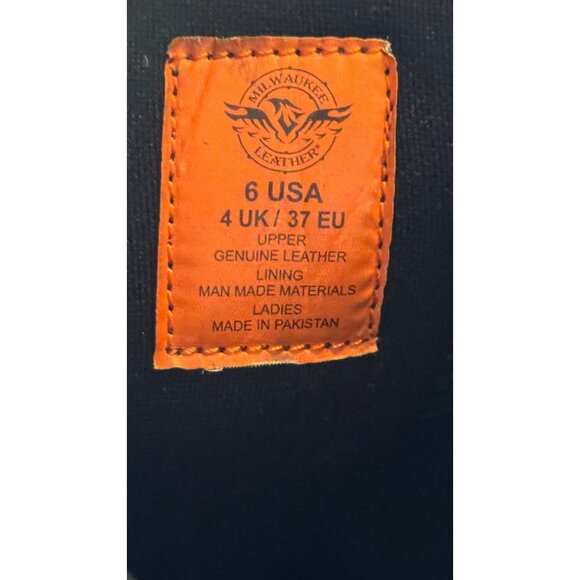 MILWAUKEE
LEATHER®
6 USA
4 UK / 37 EU
UPPER
GENUINE LEATHER
LINING
MAN MADE MATERIALS
LADIES
MADE IN PAKISTAN